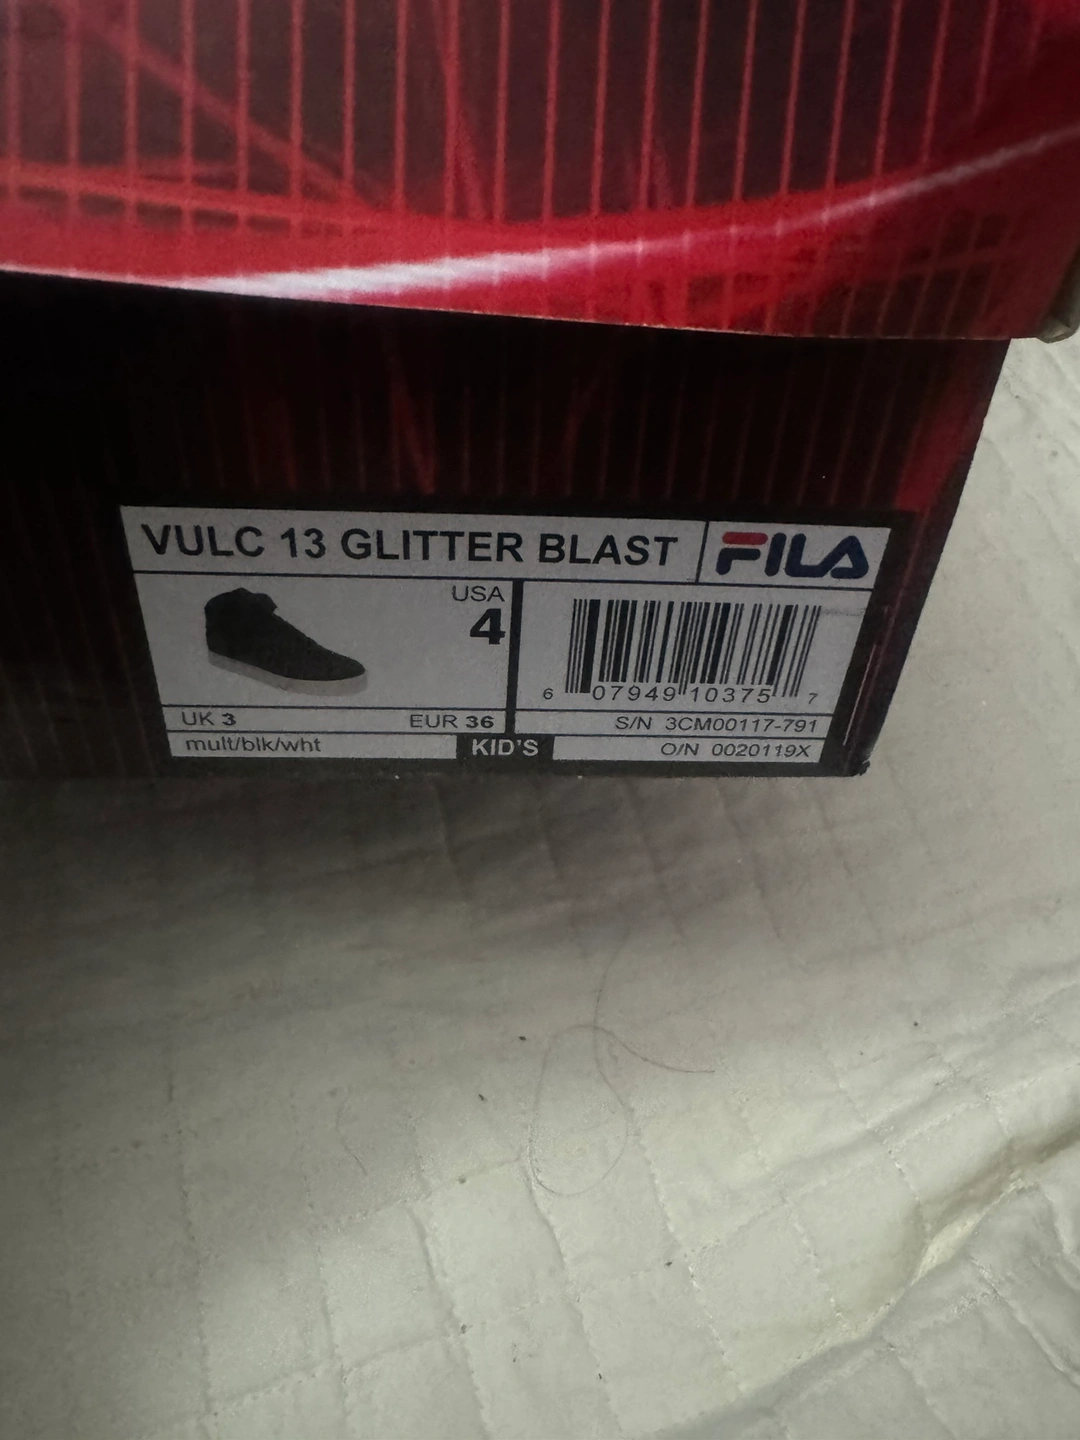 VULC 13 GLITTER BLAST FILA
USA
4
6 07949 10375 7
UK 3 EUR 36 S/N 3CM00117-791
mult/blk/wht KID'S O/N 0020119X